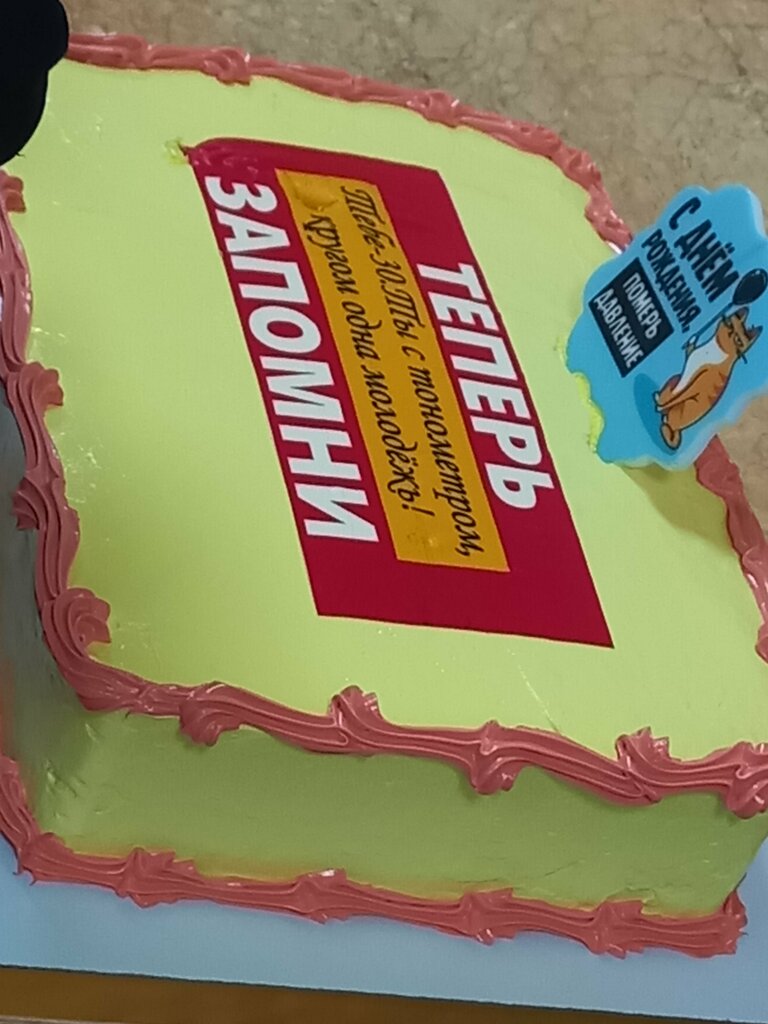 С ДНЁМ
РОЖДЕНИЯ,
ПОМЕРЬ
ДАВЛЕНИЕ
ТЕПЕРЬ
Тебе-30.Ты с тонометром,
кругом одна молодёжь!
ЗАПОМНИ